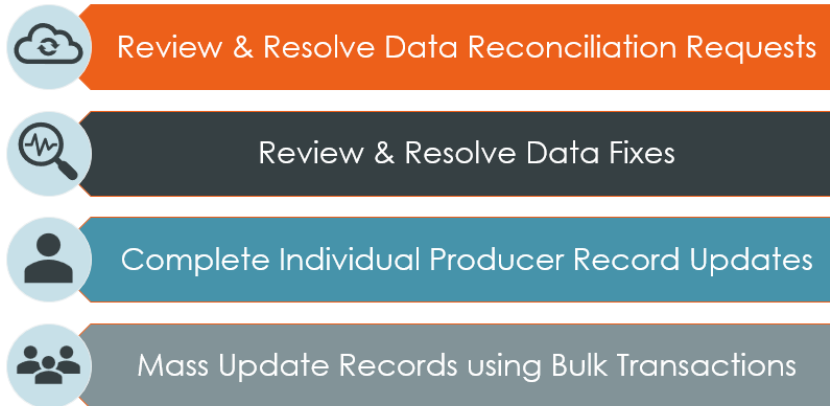 Review & Resolve Data Reconciliation Requests
Review & Resolve Data Fixes
Complete Individual Producer Record Updates
Mass Update Records using Bulk Transactions